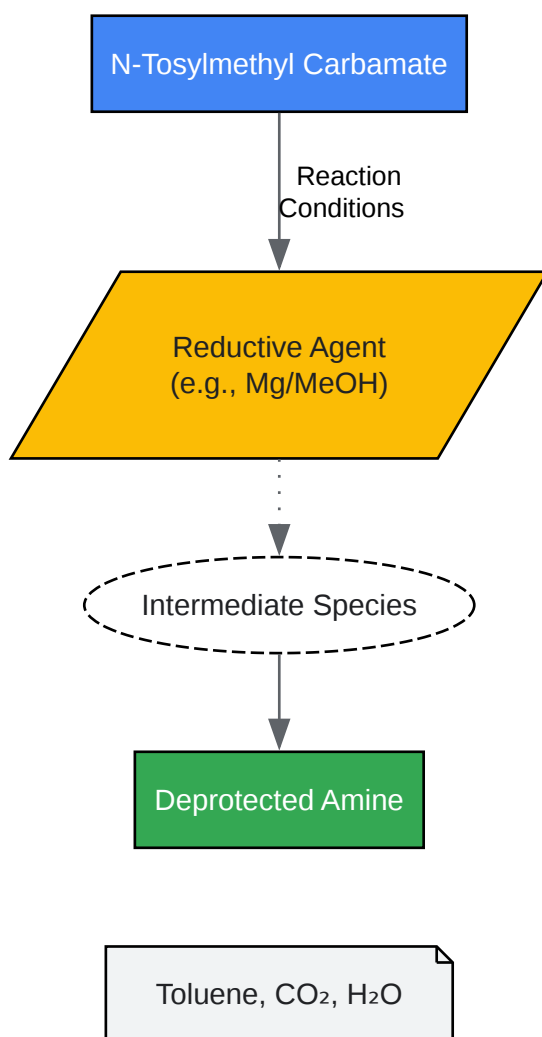 N-Tosylmethyl Carbamate
Reaction
Conditions
Reductive Agent
(e.g., Mg/MeOH)
Intermediate Species
Deprotected Amine
Toluene, CO₂, H₂O